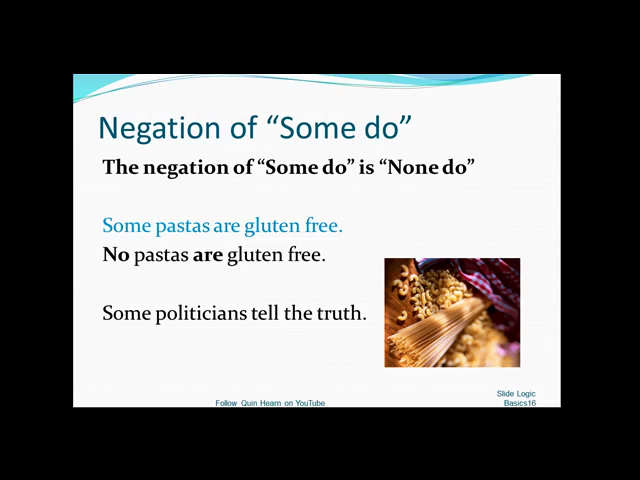 Negation of “Some do”
The negation of “Some do” is “None do”
Some pastas are gluten free.
No pastas are gluten free.
Some politicians tell the truth.
Follow Quin Hearn on YouTube
Slide Logic
Basics16